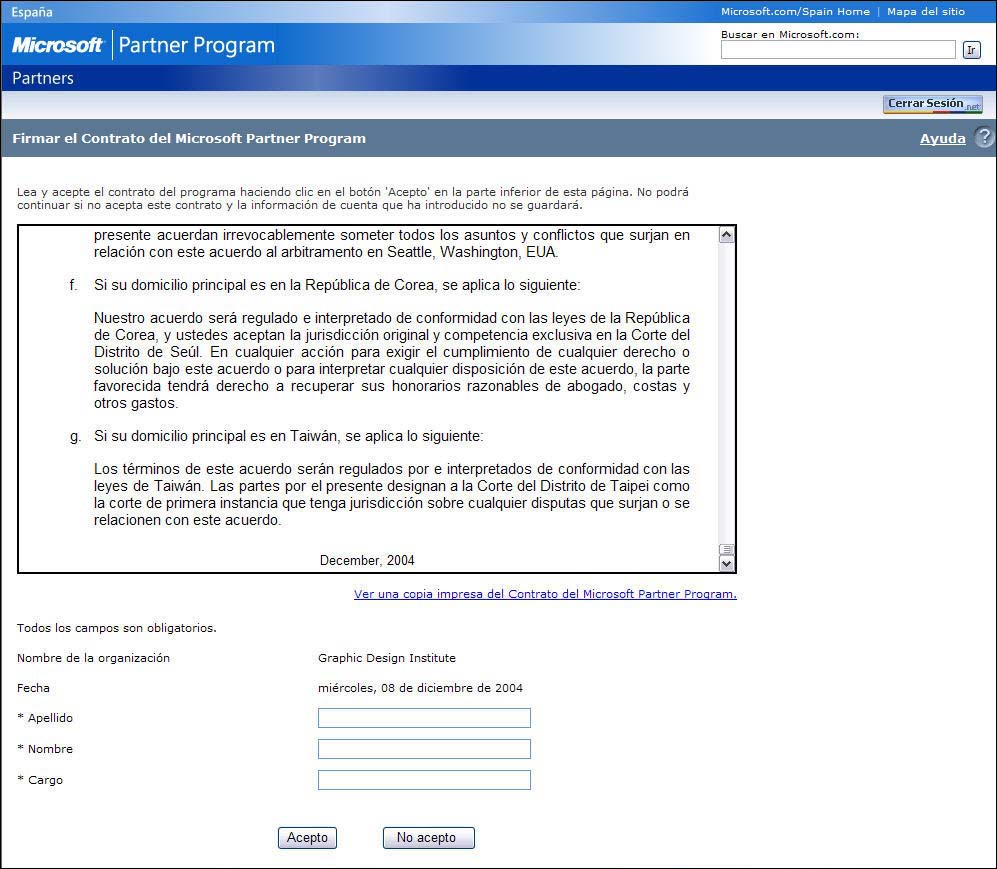 España
Microsoft.com/Spain Home | Mapa del sitio
Microsoft Partner Program
Buscar en Microsoft.com:
Ir
Partners
Cerrar Sesión .net
Firmar el Contrato del Microsoft Partner Program
Ayuda ?
Lea y acepte el contrato del programa haciendo clic en el botón 'Acepto' en la parte inferior de esta página. No podrá
continuar si no acepta este contrato y la información de cuenta que ha introducido no se guardará.
presente acuerdan irrevocablemente someter todos los asuntos y conflictos que surjan en
relación con este acuerdo al arbitramento en Seattle, Washington, EUA.
f. Si su domicilio principal es en la República de Corea, se aplica lo siguiente:
Nuestro acuerdo será regulado e interpretado de conformidad con las leyes de la República
de Corea, y ustedes aceptan la jurisdicción original y competencia exclusiva en la Corte del
Distrito de Seúl. En cualquier acción para exigir el cumplimiento de cualquier derecho o
solución bajo este acuerdo o para interpretar cualquier disposición de este acuerdo, la parte
favorecida tendrá derecho a recuperar sus honorarios razonables de abogado, costas y
otros gastos.
g. Si su domicilio principal es en Taiwán, se aplica lo siguiente:
Los términos de este acuerdo serán regulados por e interpretados de conformidad con las
leyes de Taiwán. Las partes por el presente designan a la Corte del Distrito de Taipei como
la corte de primera instancia que tenga jurisdicción sobre cualquier disputas que surjan o se
relacionen con este acuerdo.
December, 2004
Ver una copia impresa del Contrato del Microsoft Partner Program.
Todos los campos son obligatorios.
Nombre de la organización Graphic Design Institute
Fecha miércoles, 08 de diciembre de 2004
* Apellido
* Nombre
* Cargo
Acepto No acepto